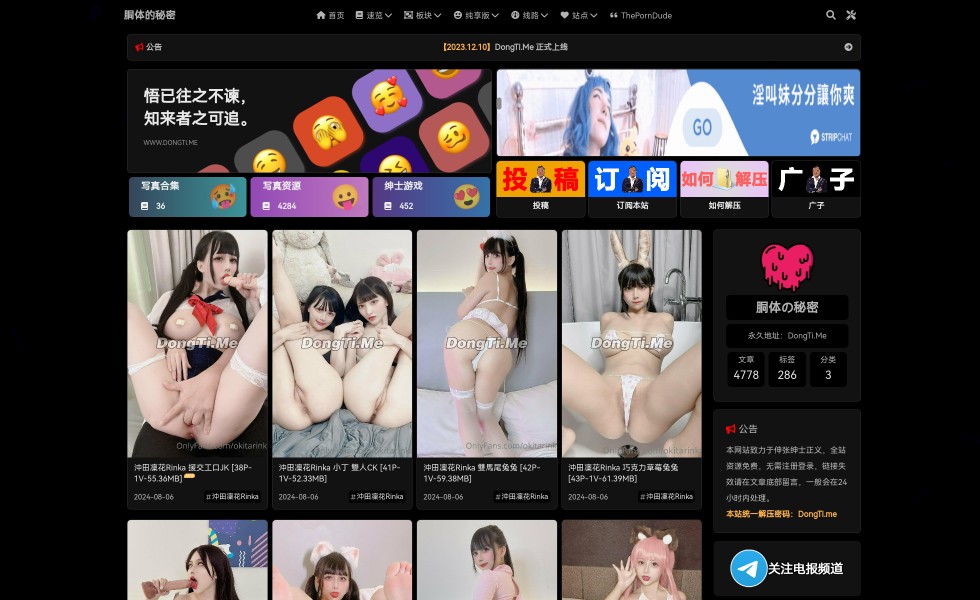 胴体的秘密
首页 速览 板块 纯享版 线路 站点 ThePornDude
公告
【2023.12.10】DongTi.Me 正式上线
悟已往之不谏，
知来者之可追。
WWW.DONGTI.ME
淫叫妹分分讓你爽
GO
STRIPCHAT
写真合集
36
写真资源
4284
绅士游戏
452
投 稿
投稿
订 阅
订阅本站
如何 解压
如何解压
广 子
广子
DongTi.Me
OnlyFans.com/okitarink
沖田凜花Rinka 援交工口JK [38P-
1V-55.36MB]
2024-08-06
#沖田凜花Rinka
DongTi.Me
沖田凜花Rinka 小丁 雙人CK [41P-
1V-52.33MB]
2024-08-06
#沖田凜花Rinka
DongTi.Me
OnlyFans.com/okitarink
沖田凜花Rinka 雙馬尾兔兔 [42P-
1V-59.38MB]
2024-08-06
#沖田凜花Rinka
DongTi.Me
沖田凜花Rinka 巧克力草莓兔兔
[43P-1V-61.39MB]
2024-08-06
#沖田凜花Rinka
胴体の秘密
永久地址：DongTi.Me
文章 标签 分类
4778 286 3
公告
本网站致力于伸张绅士正义，全站
资源免费，无需注册登录，链接失
效请在文章底部留言，一般会在24
小时内处理。
本站统一解压密码：DongTi.me
关注电报频道